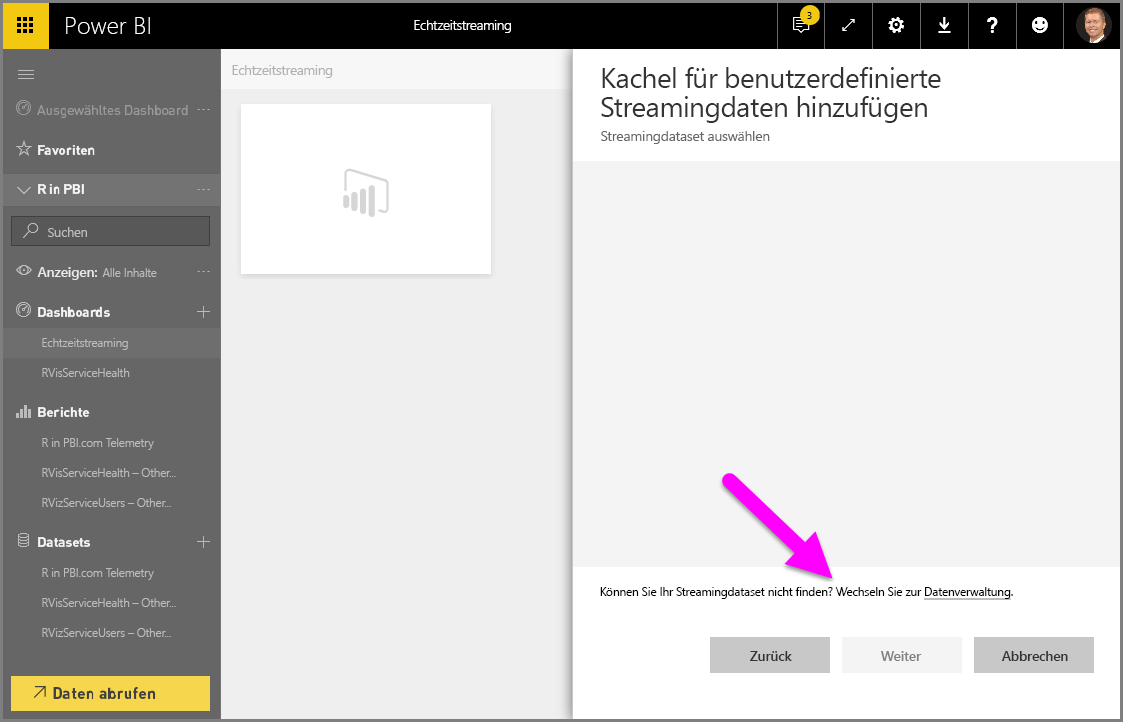 Power BI
Echtzeitstreaming
3
?
Ausgewähltes Dashboard ...
Favoriten
R in PBI ...
Suchen
Anzeigen: Alle Inhalte ...
Dashboards +
Echtzeitstreaming
RVisServiceHealth
Berichte
R in PBI.com Telemetry
RVisServiceHealth – Other...
RVizServiceUsers – Other...
Datasets +
R in PBI.com Telemetry
RVisServiceHealth – Other...
RVizServiceUsers – Other...
Daten abrufen
Echtzeitstreaming
Kachel für benutzerdefinierte
Streamingdaten hinzufügen
Streamingdataset auswählen
Können Sie Ihr Streamingdataset nicht finden? Wechseln Sie zur Datenverwaltung.
Zurück
Weiter
Abbrechen